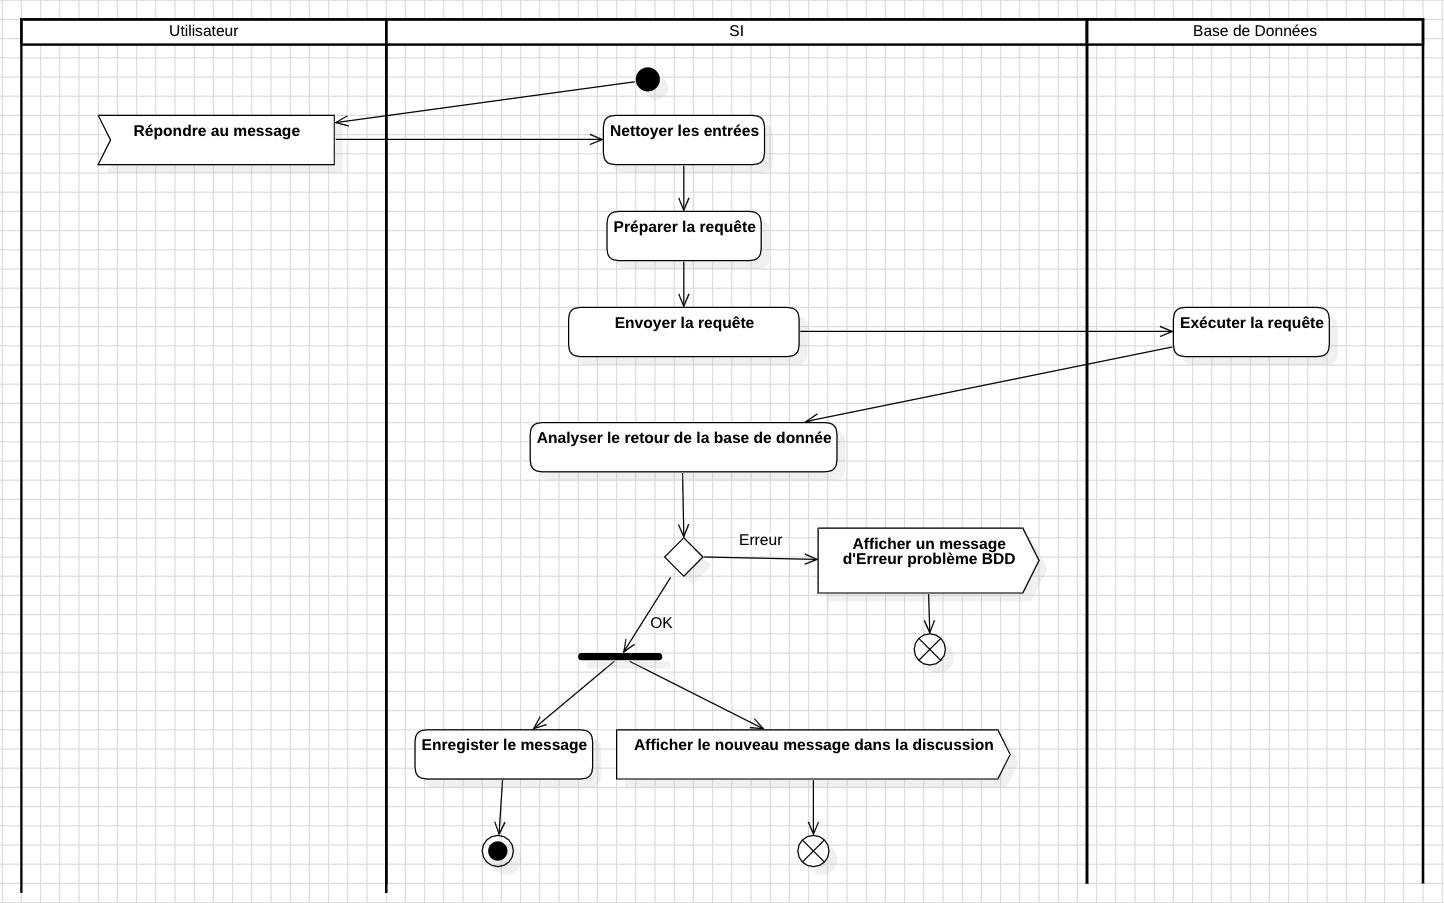 Utilisateur
SI
Base de Données
Répondre au message
Nettoyer les entrées
Préparer la requête
Envoyer la requête
Exécuter la requête
Analyser le retour de la base de donnée
Erreur
Afficher un message
d'Erreur problème BDD
OK
Enregister le message
Afficher le nouveau message dans la discussion